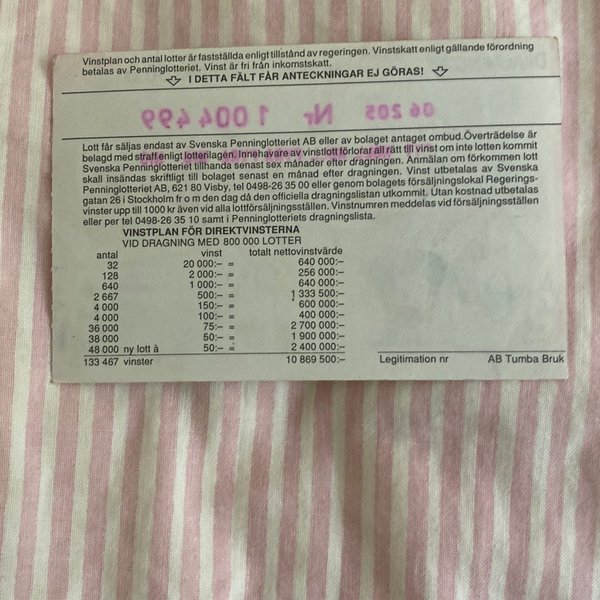 Vinstplan och antal lotter är fastställda enligt tillstånd av regeringen. Vinstskatt enligt gällande förordning
betalas av Penninglotteriet. Vinst är fri från inkomstskatt.
I DETTA FÄLT FÅR ANTECKNINGAR EJ GÖRAS!
06 205 Nr 1 004499
Lott får säljas endast av Svenska Penninglotteriet AB eller av bolaget antaget ombud. Överträdelse är
belagd med straff enligt lotterilagen. Innehavare av vinstlott förlorar all rätt till vinst om inte lotten kommit
Svenska Penninglotteriet tillhanda senast sex månader efter dragningen. Anmälan om förkommen lott
skall insändas skriftligt till bolaget senast en månad efter dragningen. Vinst utbetalas av Svenska
Penninglotteriet AB, 621 80 Visby, tel 0498-26 35 00 eller genom bolagets försäljningslokal Regerings-
gatan 26 i Stockholm fr o m den dag då den officiella dragningslistan utkommit. Utan kostnad utbetalas
vinster upp till 1000 kr även vid alla lottförsäljningsställen. Vinstnumren meddelas vid försäljningsställen
eller per tel 0498-26 35 10 samt i Penninglotteriets dragningslista.
VINSTPLAN FÖR DIREKTVINSTERNA
VID DRAGNING MED 800 000 LOTTER
antal vinst totalt nettovinstvärde
32 20 000:– = 640 000:–
128 2 000:– = 256 000:–
640 1 000:– = 640 000:–
2 667 500:– = 1 333 500:–
4 000 150:– = 600 000:–
4 000 100:– = 400 000:–
36 000 75:– = 2 700 000:–
38 000 50:– = 1 900 000:–
48 000 ny lott à 50:– = 2 400 000:–
133 467 vinster 10 869 500:–
Legitimation nr AB Tumba Bruk